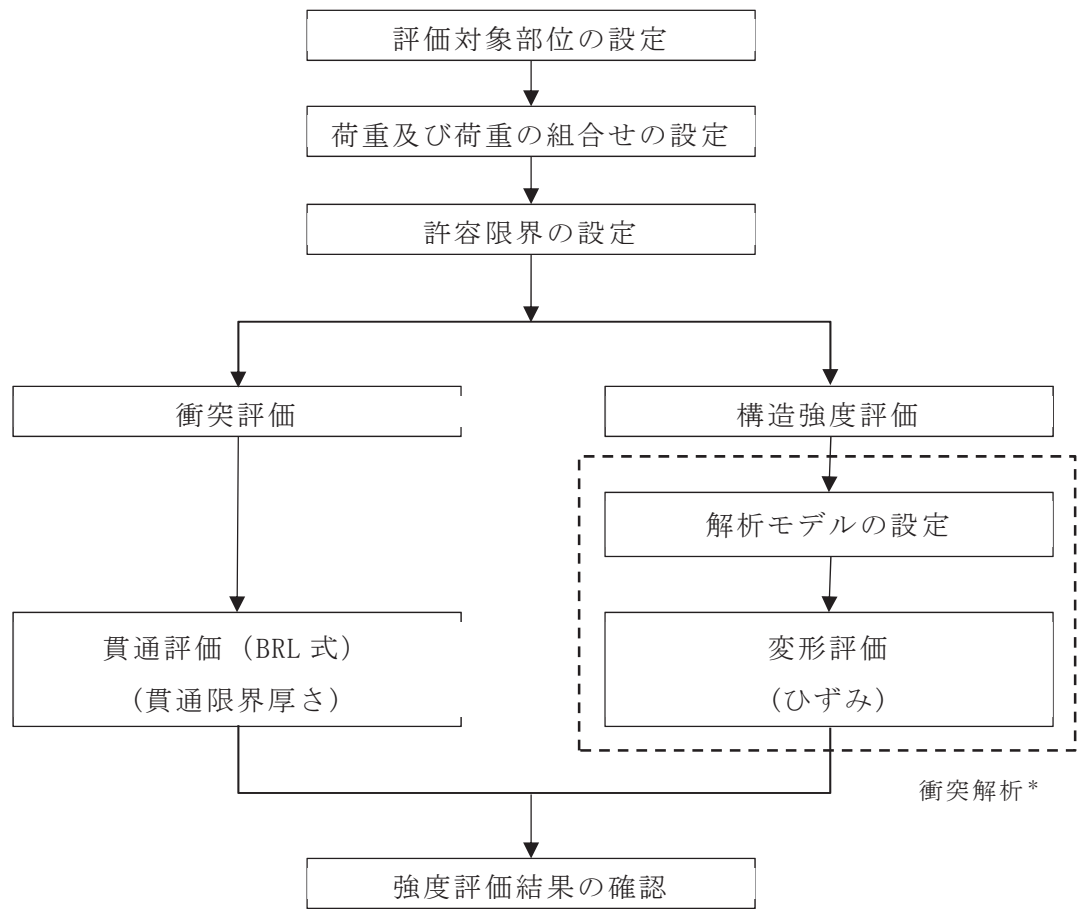 評価対象部位の設定
荷重及び荷重の組合せの設定
許容限界の設定
衝突評価
構造強度評価
解析モデルの設定
貫通評価（BRL 式）
（貫通限界厚さ）
変形評価
（ひずみ）
衝突解析*
強度評価結果の確認